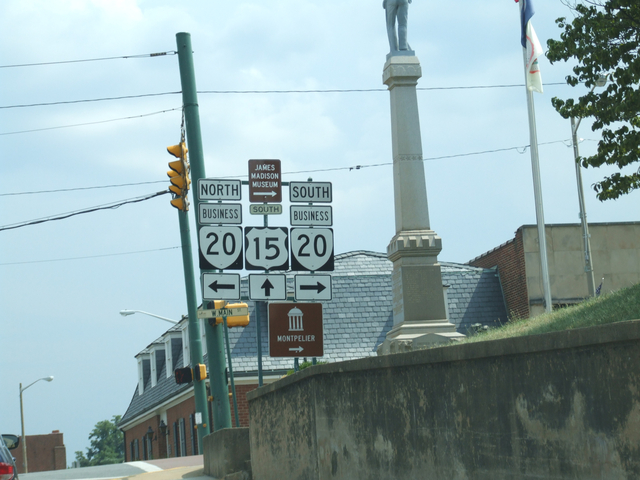 JAMES
MADISON
MUSEUM
NORTH
SOUTH
SOUTH
BUSINESS
BUSINESS
20
15
20
W MAIN
MONTPELIER